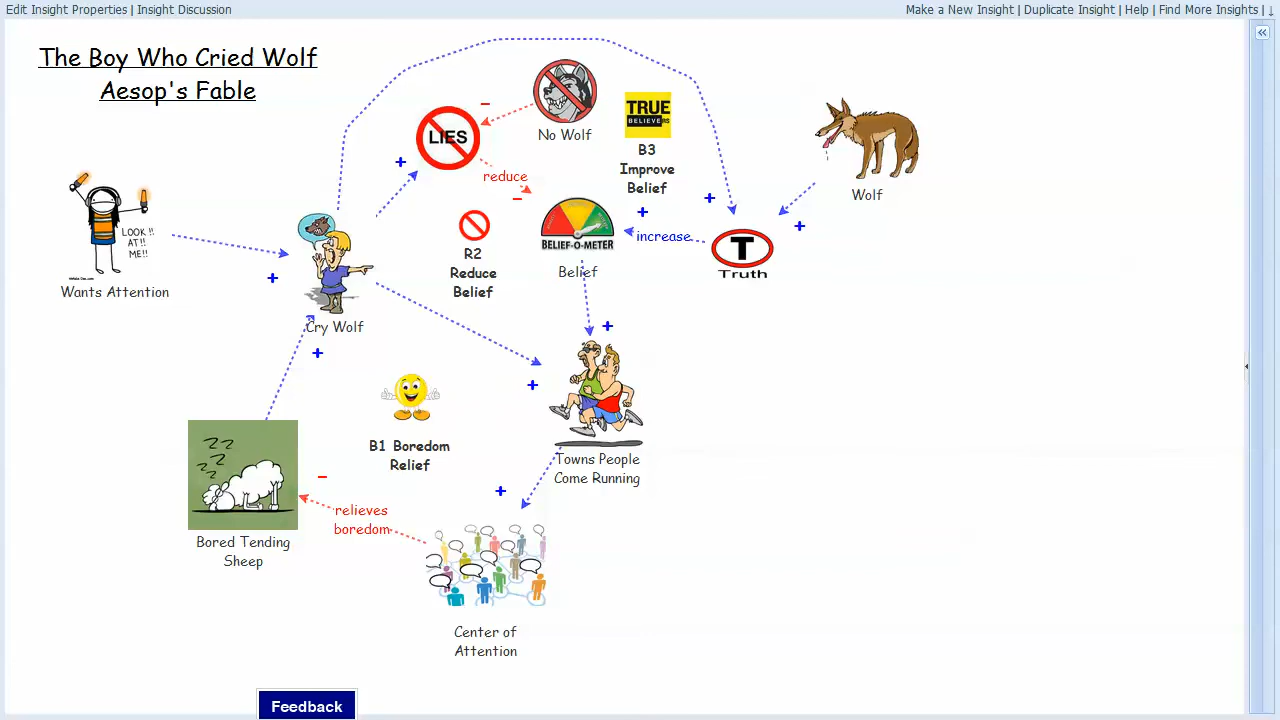 Edit Insight Properties | Insight Discussion
Make a New Insight | Duplicate Insight | Help | Find More Insights | ↓
The Boy Who Cried Wolf
Aesop's Fable
LIES
No Wolf
TRUE
BELIEVERS
B3
Improve
Belief
Wolf
LOOK !!
AT!!
ME!!
Wants Attention
reduce
R2
Reduce
Belief
BELIEF-O-METER
Belief
increase
T
Truth
Cry Wolf
B1 Boredom
Relief
Towns People
Come Running
ZZ
ZZ
ZZ
Bored Tending
Sheep
relieves
boredom
Center of
Attention
Feedback